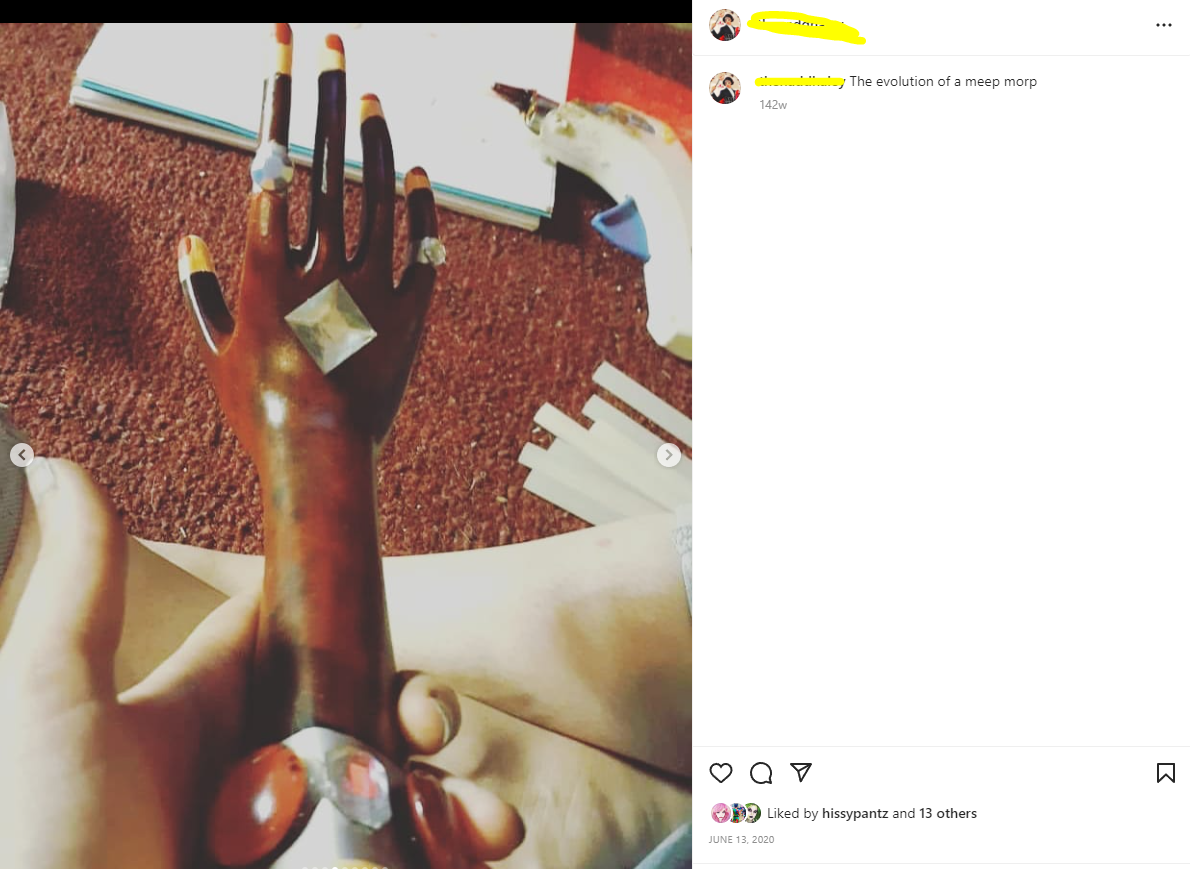 The evolution of a meep morp
142w
Liked by hissypantz and 13 others
JUNE 13, 2020